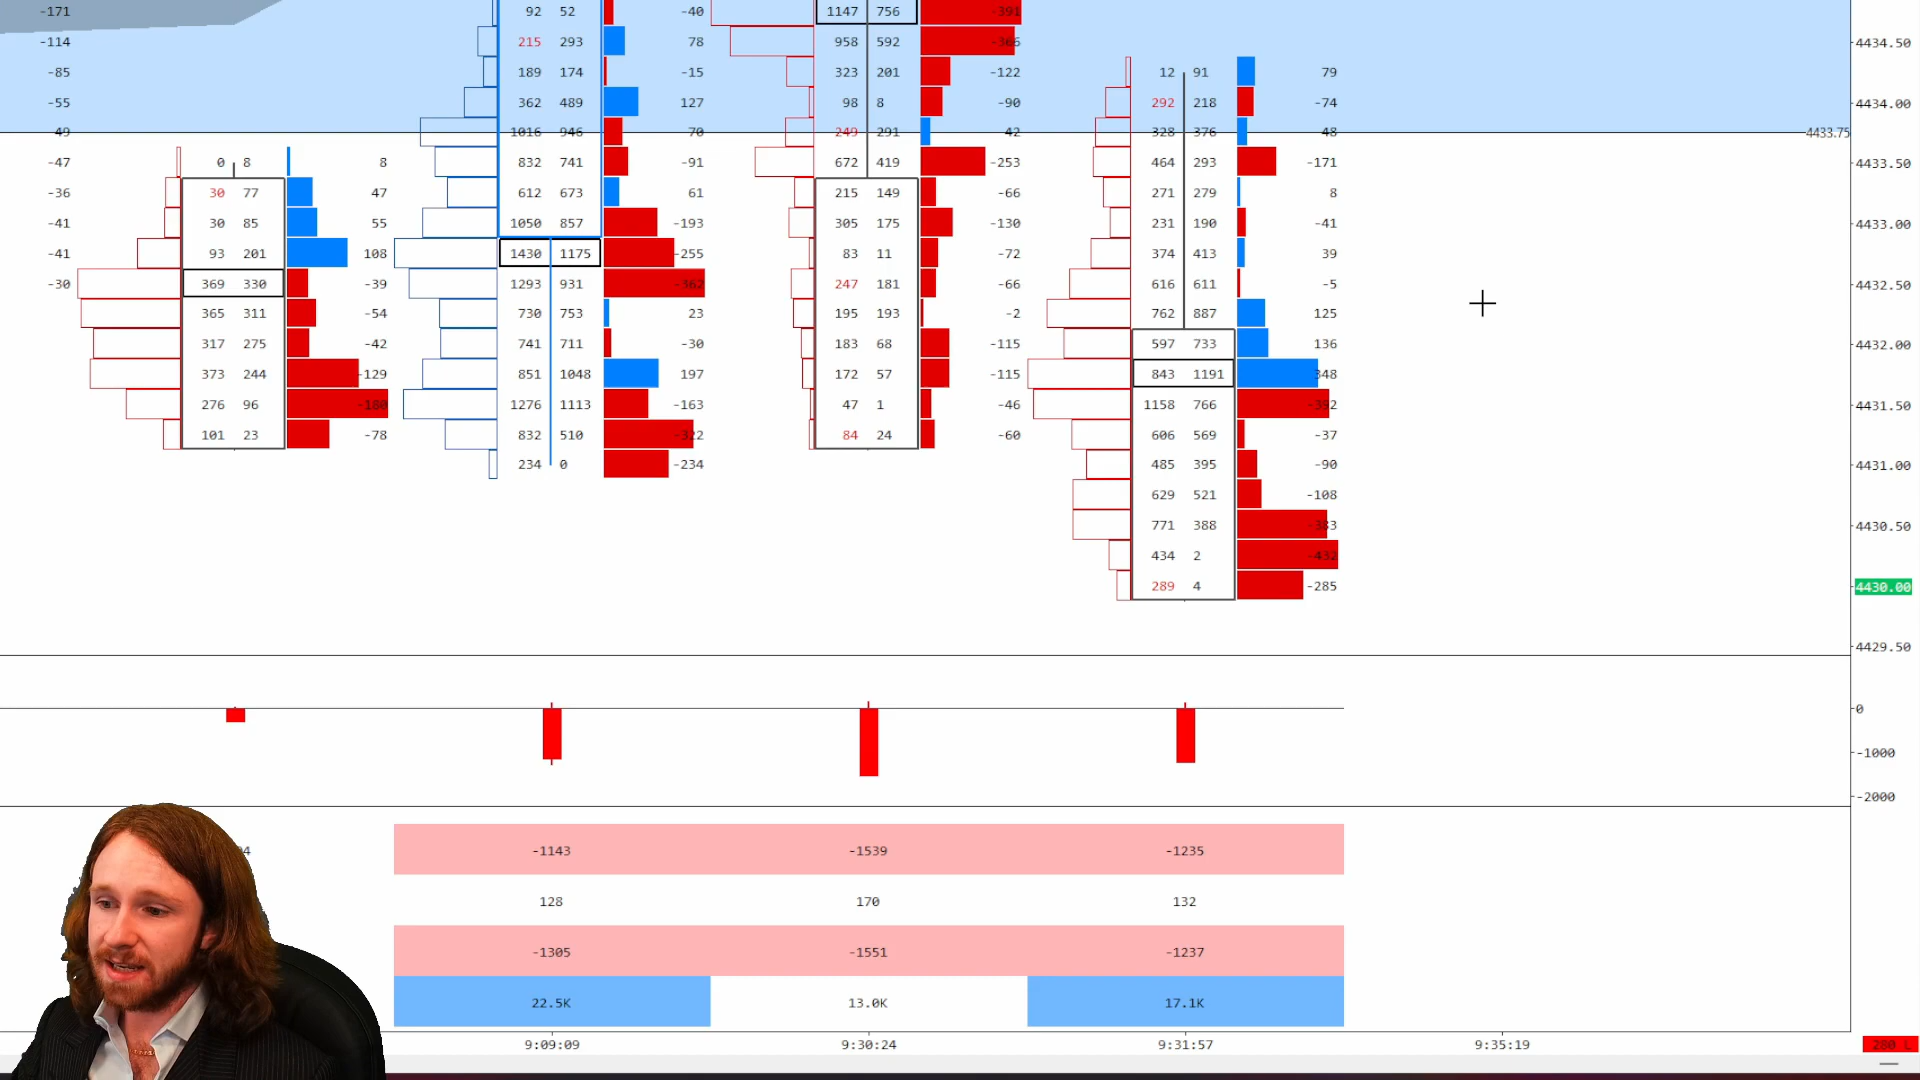 -171 92 52 -40 1147 756 -391
-114 215 293 78 958 592 -366 4434.50
-85 189 174 -15 323 201 -122 12 91 79
-55 362 489 127 98 8 -90 292 218 -74 4434.00
49 1016 946 70 249 291 42 328 376 48 4433.75
-47 0 8 8 832 741 -91 672 419 -253 464 293 -171 4433.50
-36 30 77 47 612 673 61 215 149 -66 271 279 8
-41 30 85 55 1050 857 -193 305 175 -130 231 190 -41 4433.00
-41 93 201 108 1430 1175 -255 83 11 -72 374 413 39
-30 369 330 -39 1293 931 -362 247 181 -66 616 611 -5 4432.50
365 311 -54 730 753 23 195 193 -2 762 887 125
317 275 -42 741 711 -30 183 68 -115 597 733 136 4432.00
373 244 -129 851 1048 197 172 57 -115 843 1191 348
276 96 -180 1276 1113 -163 47 1 -46 1158 766 -392 4431.50
101 23 -78 832 510 -322 84 24 -60 606 569 -37
234 0 -234 485 395 -90 4431.00
629 521 -108
771 388 -383 4430.50
434 2 -432
289 4 -285 4430.00
4429.50
0
-1000
-2000
-1143 -1539 -1235
128 170 132
-1305 -1551 -1237
22.5K 13.0K 17.1K
9:09:09 9:30:24 9:31:57 9:35:19 280 L